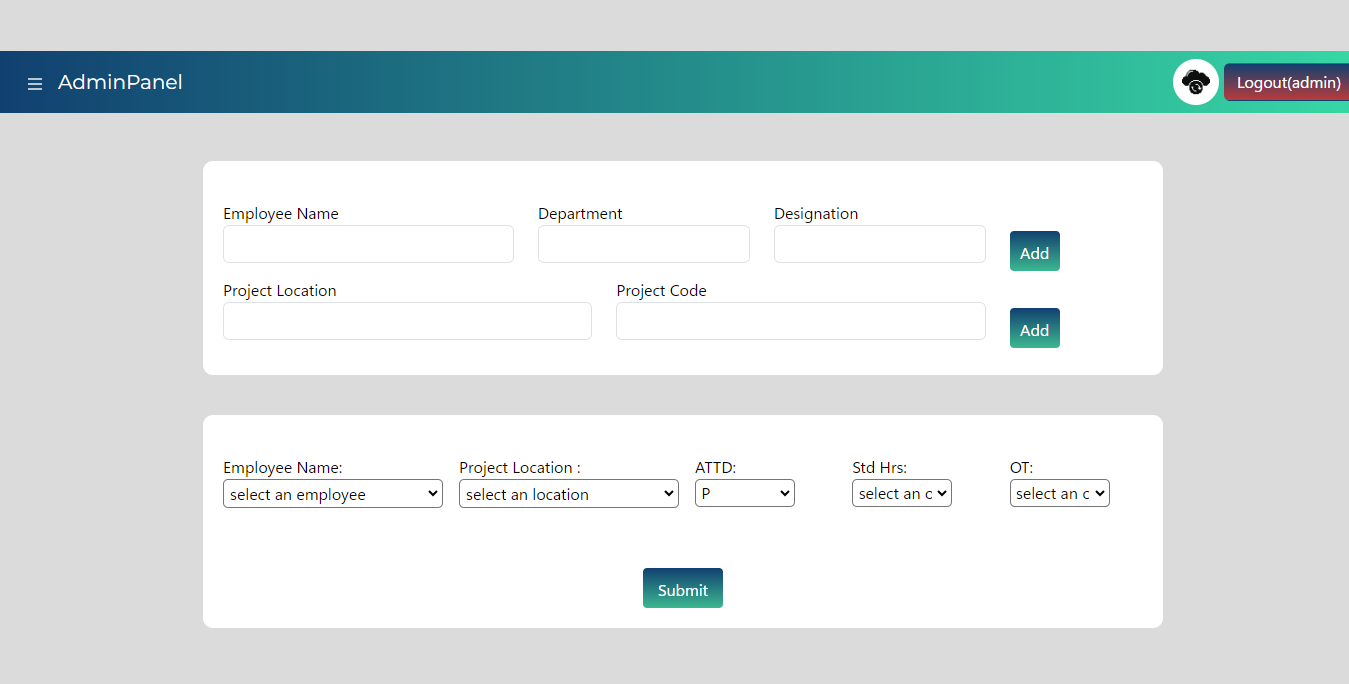 AdminPanel
Logout(admin)
Employee Name Department Designation
Add
Project Location Project Code
Add
Employee Name: Project Location : ATTD: Std Hrs: OT:
select an employee select an location P select an c select an c
Submit